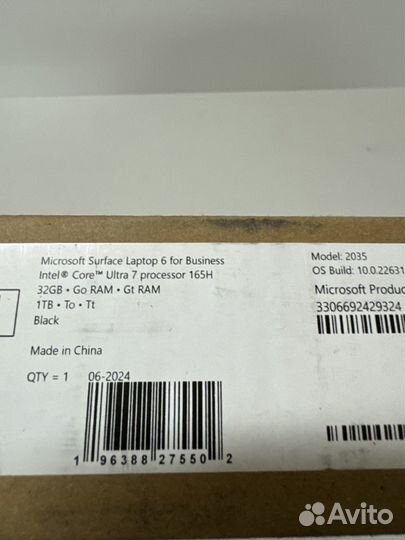 Microsoft Surface Laptop 6 for Business
Intel® Core™ Ultra 7 processor 165H
32GB • Go RAM • Gt RAM
1TB • To • Tt
Black
Made in China
QTY = 1 06-2024
1 96388 27550 2
Model: 2035
OS Build: 10.0.22631
Microsoft Produc
3306692429324
Avito